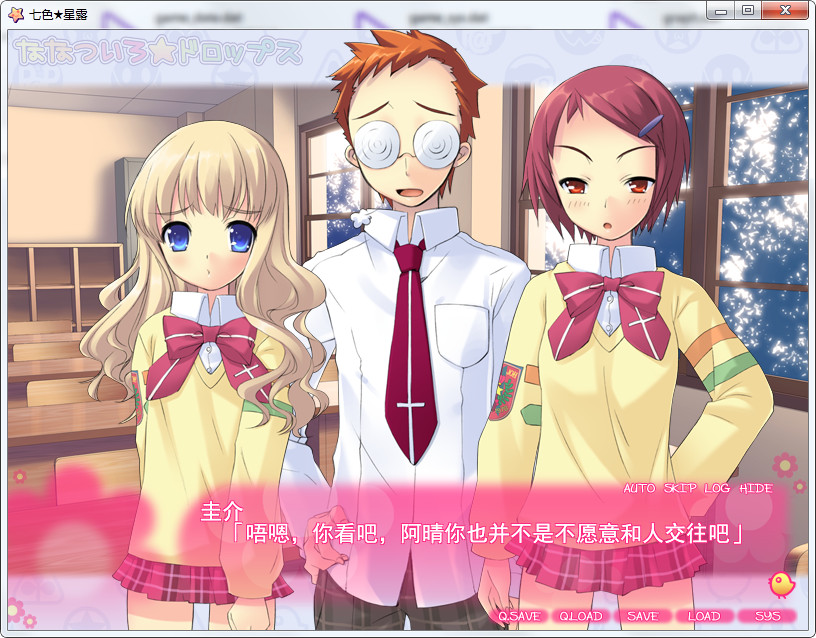 七色★星露
ななついろ★ドロップス
AUTO SKIP LOG HIDE
圭介
「唔嗯，你看吧，阿晴你也并不是不愿意和人交往吧」
Q.SAVE Q.LOAD SAVE LOAD SYS